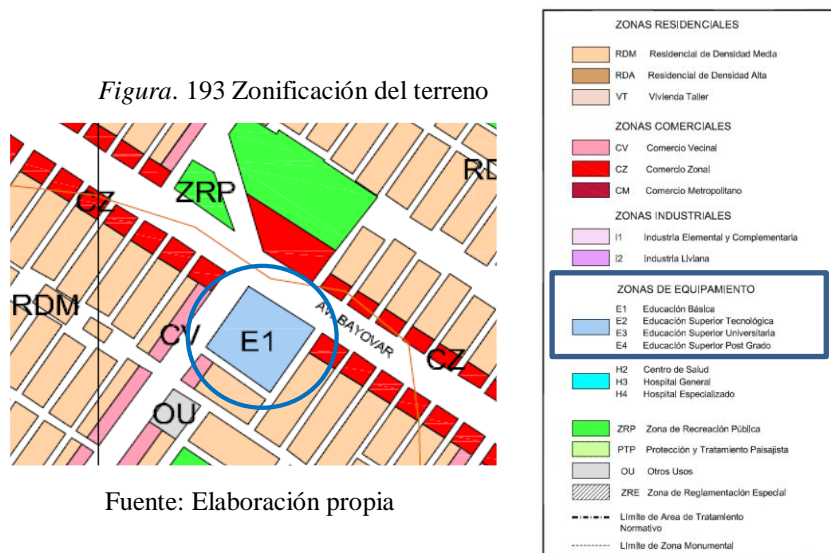 Figura. 193 Zonificación del terreno
CZ
ZRP
RD
RDM
CV
E1
AV. BAYOVAR
CZ
OU
Fuente: Elaboración propia
ZONAS RESIDENCIALES
RDM Residencial de Densidad Media
RDA Residencial de Densidad Alta
VT Vivienda Taller
ZONAS COMERCIALES
CV Comercio Vecinal
CZ Comercio Zonal
CM Comercio Metropolitano
ZONAS INDUSTRIALES
I1 Industria Elemental y Complementaria
I2 Industria Liviana
ZONAS DE EQUIPAMIENTO
E1 Educación Básica
E2 Educación Superior Tecnológica
E3 Educación Superior Universitaria
E4 Educación Superior Post Grado
H2 Centro de Salud
H3 Hospital General
H4 Hospital Especializado
ZRP Zona de Recreación Pública
PTP Protección y Tratamiento Paisajista
OU Otros Usos
ZRE Zona de Reglamentación Especial
Límite de Area de Tratamiento
Normativo
Límite de Zona Monumental